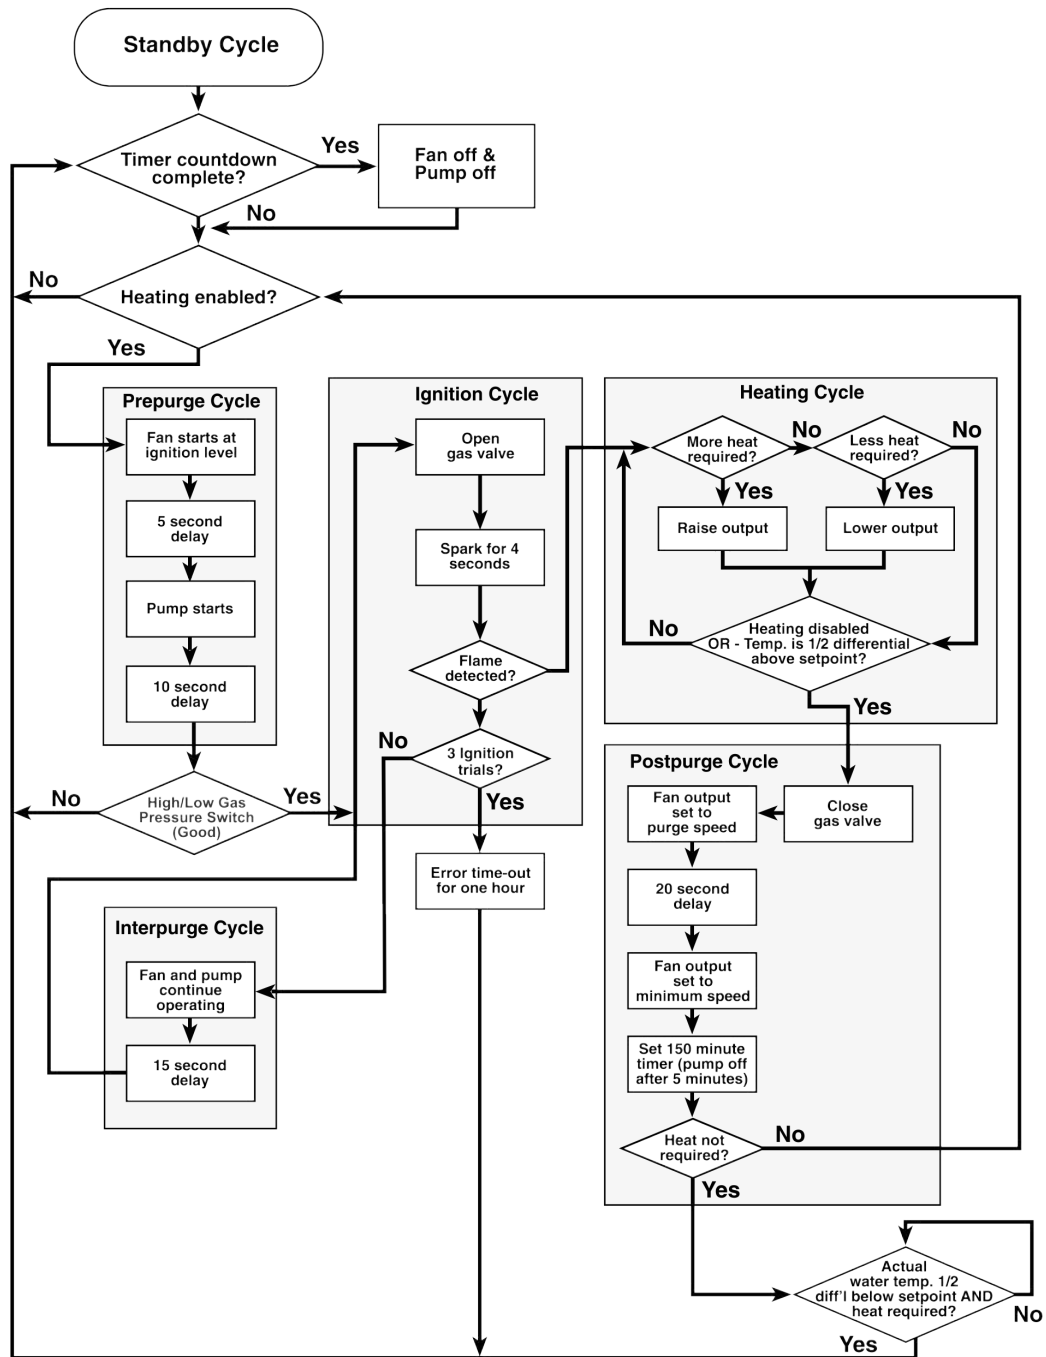 Standby Cycle
Timer countdown
complete?
Yes
Fan off &
Pump off
No
Heating enabled?
No
Yes
Prepurge Cycle
Fan starts at
ignition level
5 second
delay
Pump starts
10 second
delay
High/Low Gas
Pressure Switch
(Good)
No
Yes
Ignition Cycle
Open
gas valve
Spark for 4
seconds
Flame
detected?
3 Ignition
trials?
No
Yes
Error time-out
for one hour
Interpurge Cycle
Fan and pump
continue
operating
15 second
delay
Heating Cycle
More heat
required?
No
Less heat
required?
No
Yes
Yes
Raise output
Lower output
Heating disabled
OR - Temp. is 1/2 differential
above setpoint?
No
Yes
Postpurge Cycle
Close
gas valve
Fan output
set to
purge speed
20 second
delay
Fan output
set to
minimum speed
Set 150 minute
timer (pump off
after 5 minutes)
Heat not
required?
No
Yes
Actual
water temp. 1/2
diff'l below setpoint AND
heat required?
No
Yes